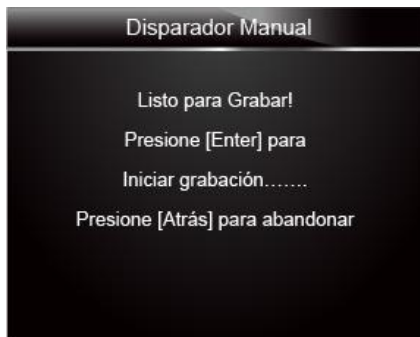 Disparador Manual
Listo para Grabar!
Presione [Enter] para
Iniciar grabación.......
Presione [Atrás] para abandonar